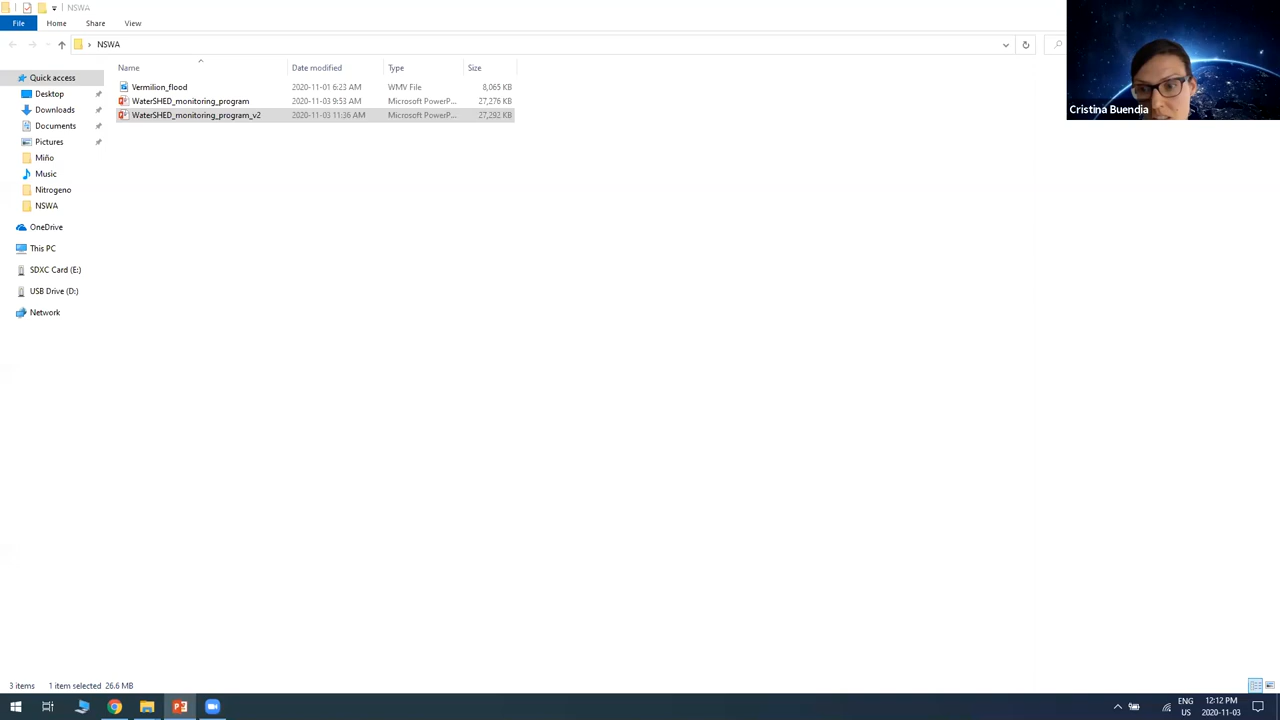 NSWA
File Home Share View
NSWA
Name Date modified Type Size
Vermilion_flood 2020-11-01 6:23 AM WMV File 8,065 KB
WaterSHED_monitoring_program 2020-11-03 9:53 AM Microsoft PowerP... 27,276 KB
WaterSHED_monitoring_program_v2 2020-11-03 11:36 AM Microsoft PowerP... 27,292 KB
Quick access
Desktop
Downloads
Documents
Pictures
Miño
Music
Nitrogeno
NSWA
OneDrive
This PC
SDXC Card (E:)
USB Drive (D:)
Network
Cristina Buendia
3 items 1 item selected 26.6 MB
ENG
US
12:12 PM
2020-11-03